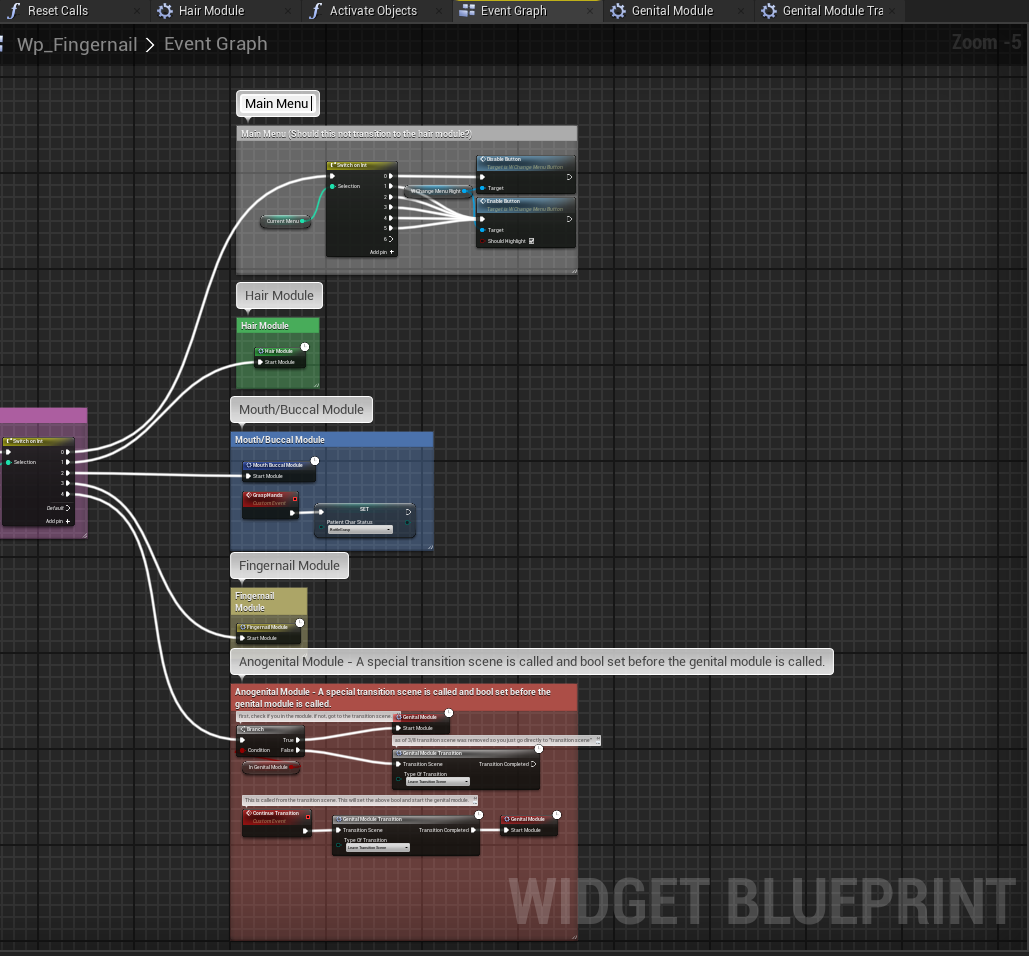 Reset Calls
Hair Module
Activate Objects
Event Graph
Genital Module
Genital Module Tra
Wp_Fingernail > Event Graph
Zoom -5
Main Menu
Main Menu (Should this not transition to the hair module?)
Switch on Int
Selection
0
1
2
3
4
5
6
Add pin +
Current Menu
W Change Menu Right
Disable Button
Target is W Change Menu Button
Target
Enable Button
Target is W Change Menu Button
Target
Should Highlight
Hair Module
Hair Module
Hair Module
Start Module
Switch on Int
Selection
0
1
2
3
4
Default
Add pin +
Mouth/Buccal Module
Mouth/Buccal Module
Mouth Buccal Module
Start Module
GraspHands
Custom Event
SET
Patient Char Status
Fingernail Module
Fingernail
Module
Fingernail Module
Start Module
Anogenital Module - A special transition scene is called and bool set before the genital module is called.
Anogenital Module - A special transition scene is called and bool set before the
genital module is called.
first, check if you in the module. if not, got to the transition scene.
Genital Module
Start Module
Branch
True
Condition
False
In Genital Module
as of 3/8 transition scene was removed so you just go directly to "transition scene"
Genital Module Transition
Transition Scene
Transition Completed
Type Of Transition
Leave Transition Scene
This is called from the transition scene. This will set the above bool and start the genital module
Continue Transition
Custom Event
Genital Module Transition
Transition Scene
Transition Completed
Type Of Transition
Leave Transition Scene
Genital Module
Start Module
WIDGET BLUEPRINT